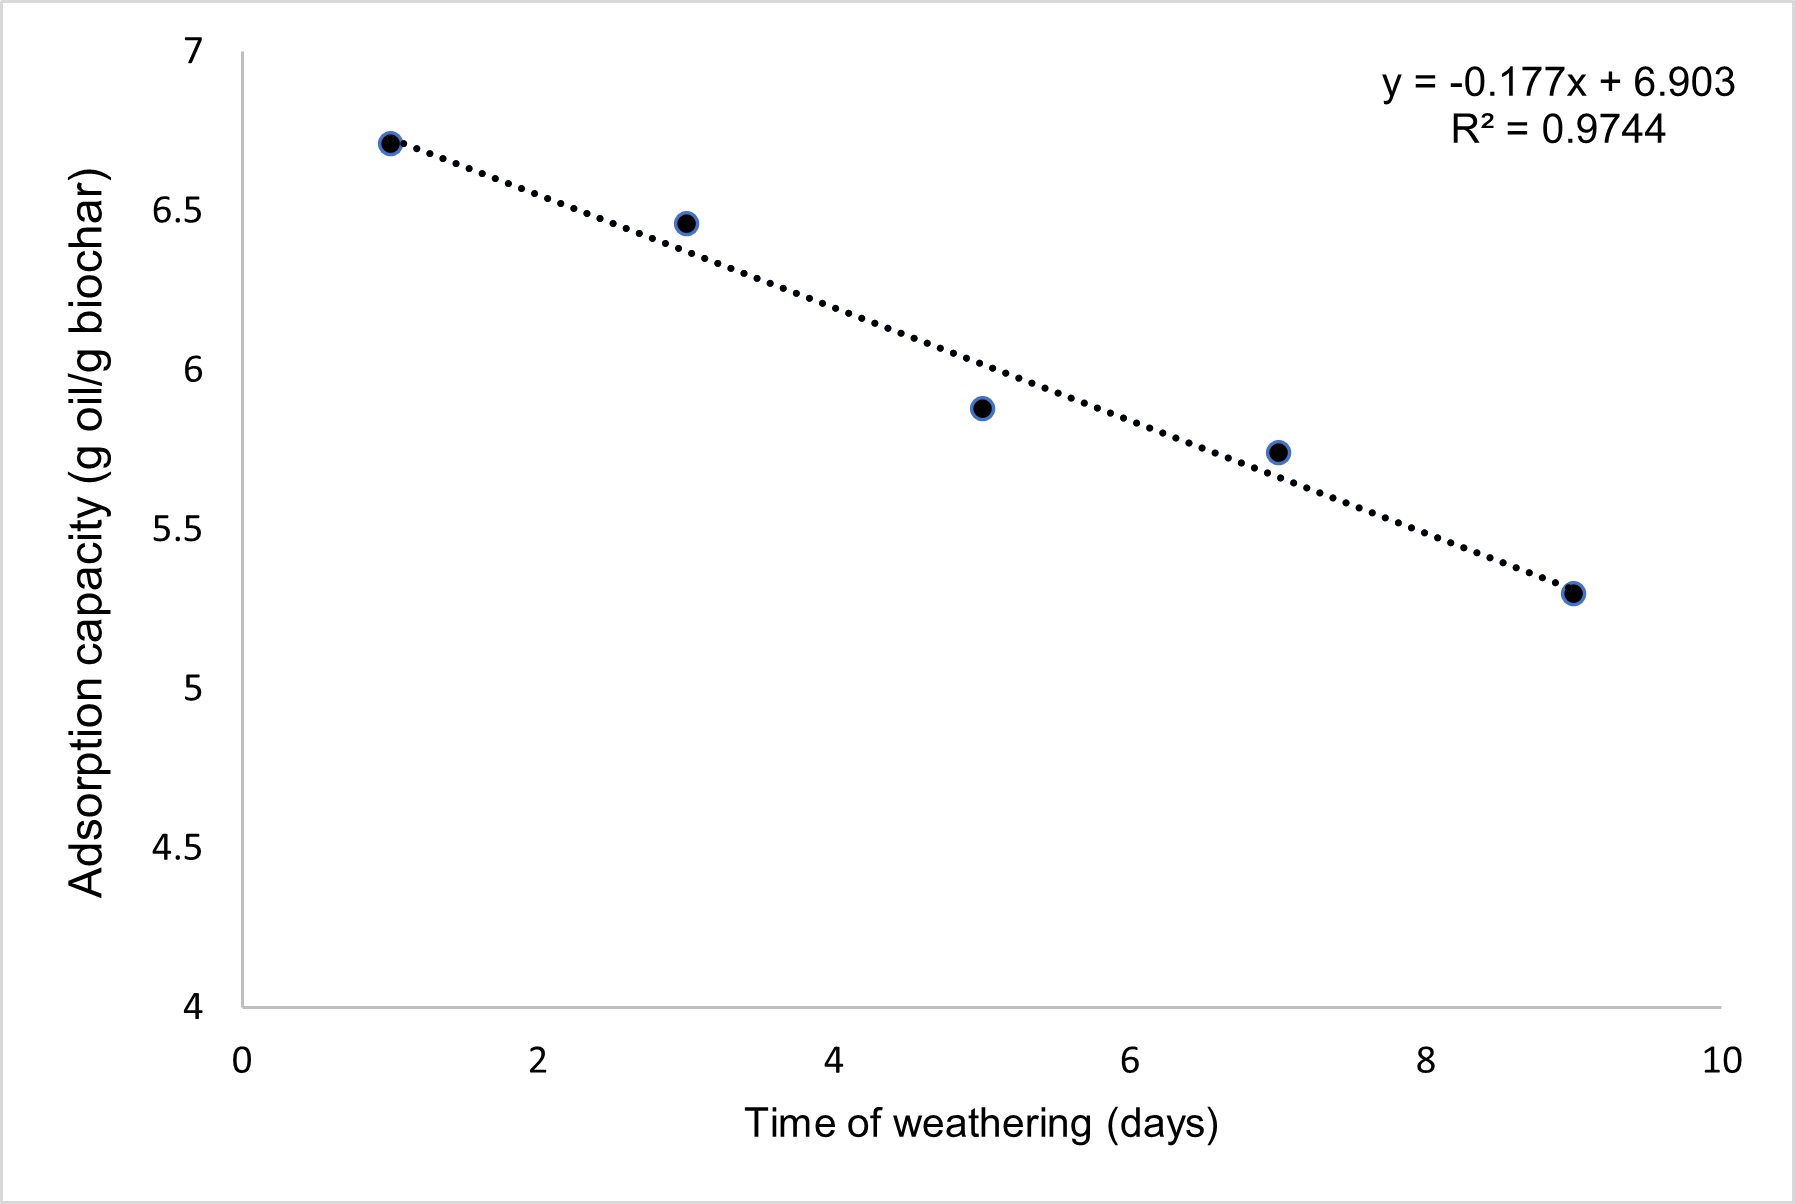 y = -0.177x + 6.903
R² = 0.9744
Adsorption capacity (g oil/g biochar)
7
6.5
6
5.5
5
4.5
4
0 2 4 6 8 10
Time of weathering (days)